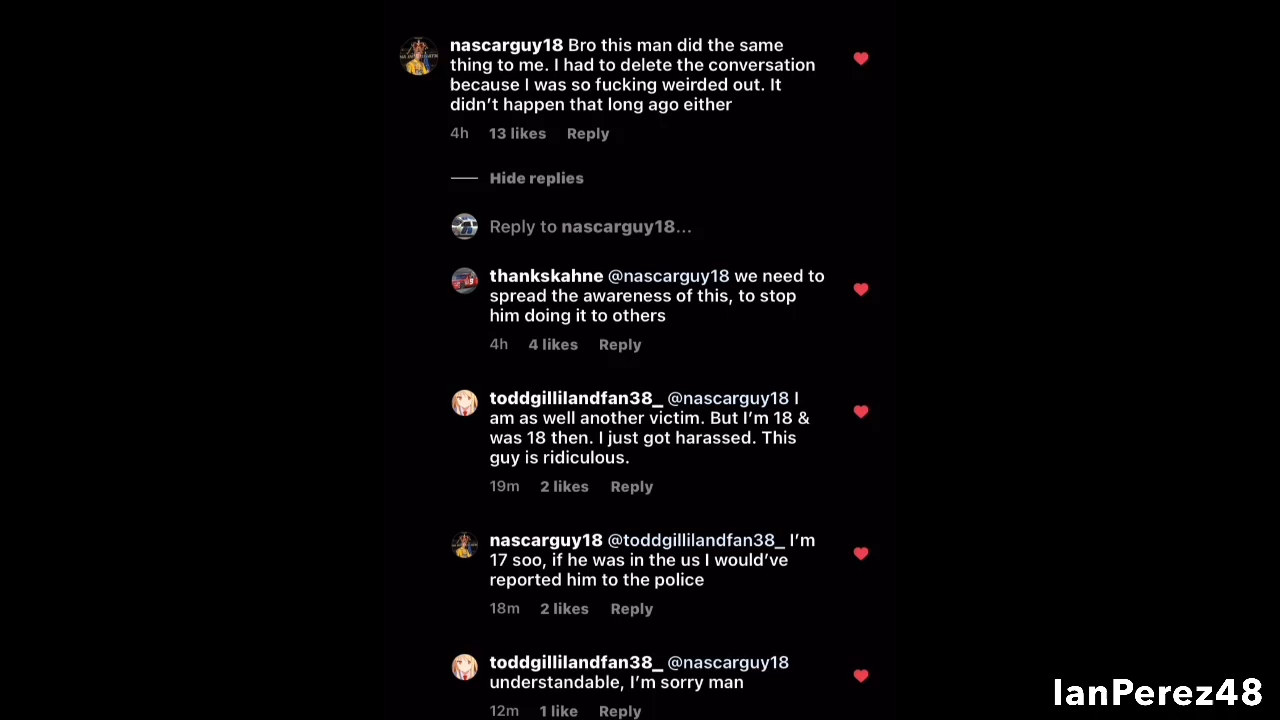 nascarguy18 Bro this man did the same
thing to me. I had to delete the conversation
because I was so fucking weirded out. It
didn't happen that long ago either
4h 13 likes Reply
Hide replies
Reply to nascarguy18...
thankskahne @nascarguy18 we need to
spread the awareness of this, to stop
him doing it to others
4h 4 likes Reply
toddgillilandfan38_ @nascarguy18 I
am as well another victim. But I'm 18 &
was 18 then. I just got harassed. This
guy is ridiculous.
19m 2 likes Reply
nascarguy18 @toddgillilandfan38_ I'm
17 soo, if he was in the us I would've
reported him to the police
18m 2 likes Reply
toddgillilandfan38_ @nascarguy18
understandable, I'm sorry man
12m 1 like Reply
IanPerez48